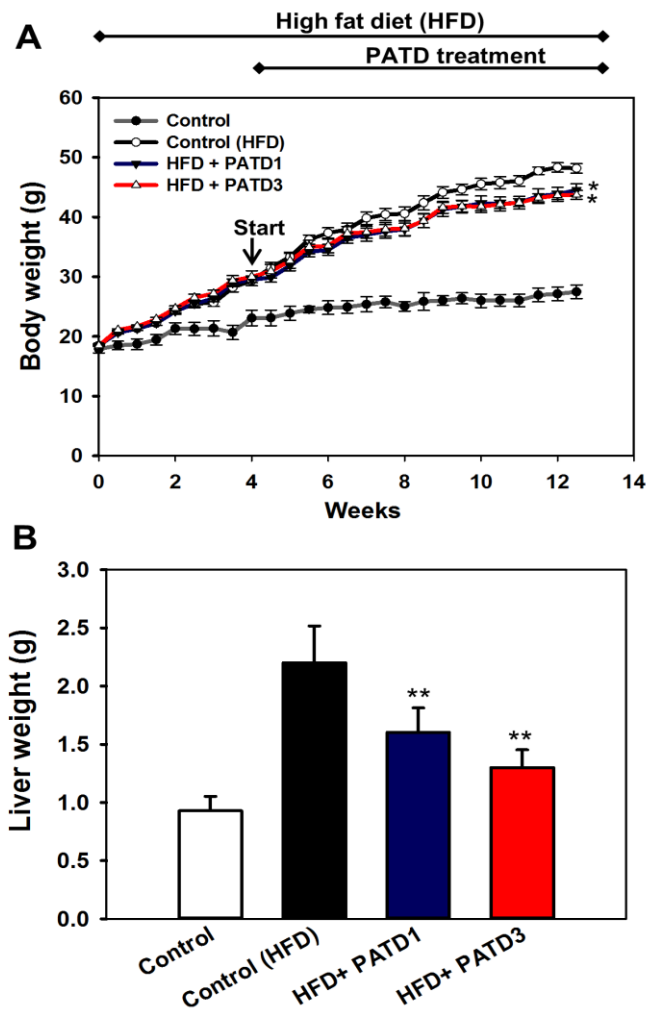 A
High fat diet (HFD)
PATD treatment
Control
Control (HFD)
HFD + PATD1
HFD + PATD3
Start
*
*
Body weight (g)
60
50
40
30
20
10
0
0 2 4 6 8 10 12 14
Weeks
B
Liver weight (g)
3.0
2.5
2.0
1.5
1.0
0.5
0.0
**
**
Control
Control (HFD)
HFD+ PATD1
HFD+ PATD3